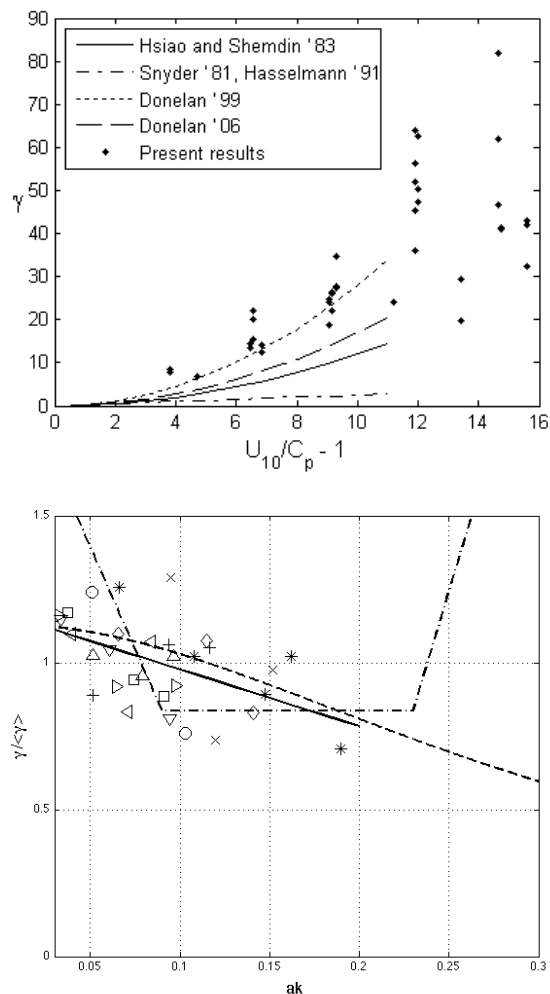 90
80
70
60
50
40
30
20
10
0
γ
Hsiao and Shemdin '83
Snyder '81, Hasselmann '91
Donelan '99
Donelan '06
Present results
0 2 4 6 8 10 12 14 16
U10/Cp - 1
1.5
1
0.5
0
γ/<γ>
0.05 0.1 0.15 0.2 0.25 0.3
ak